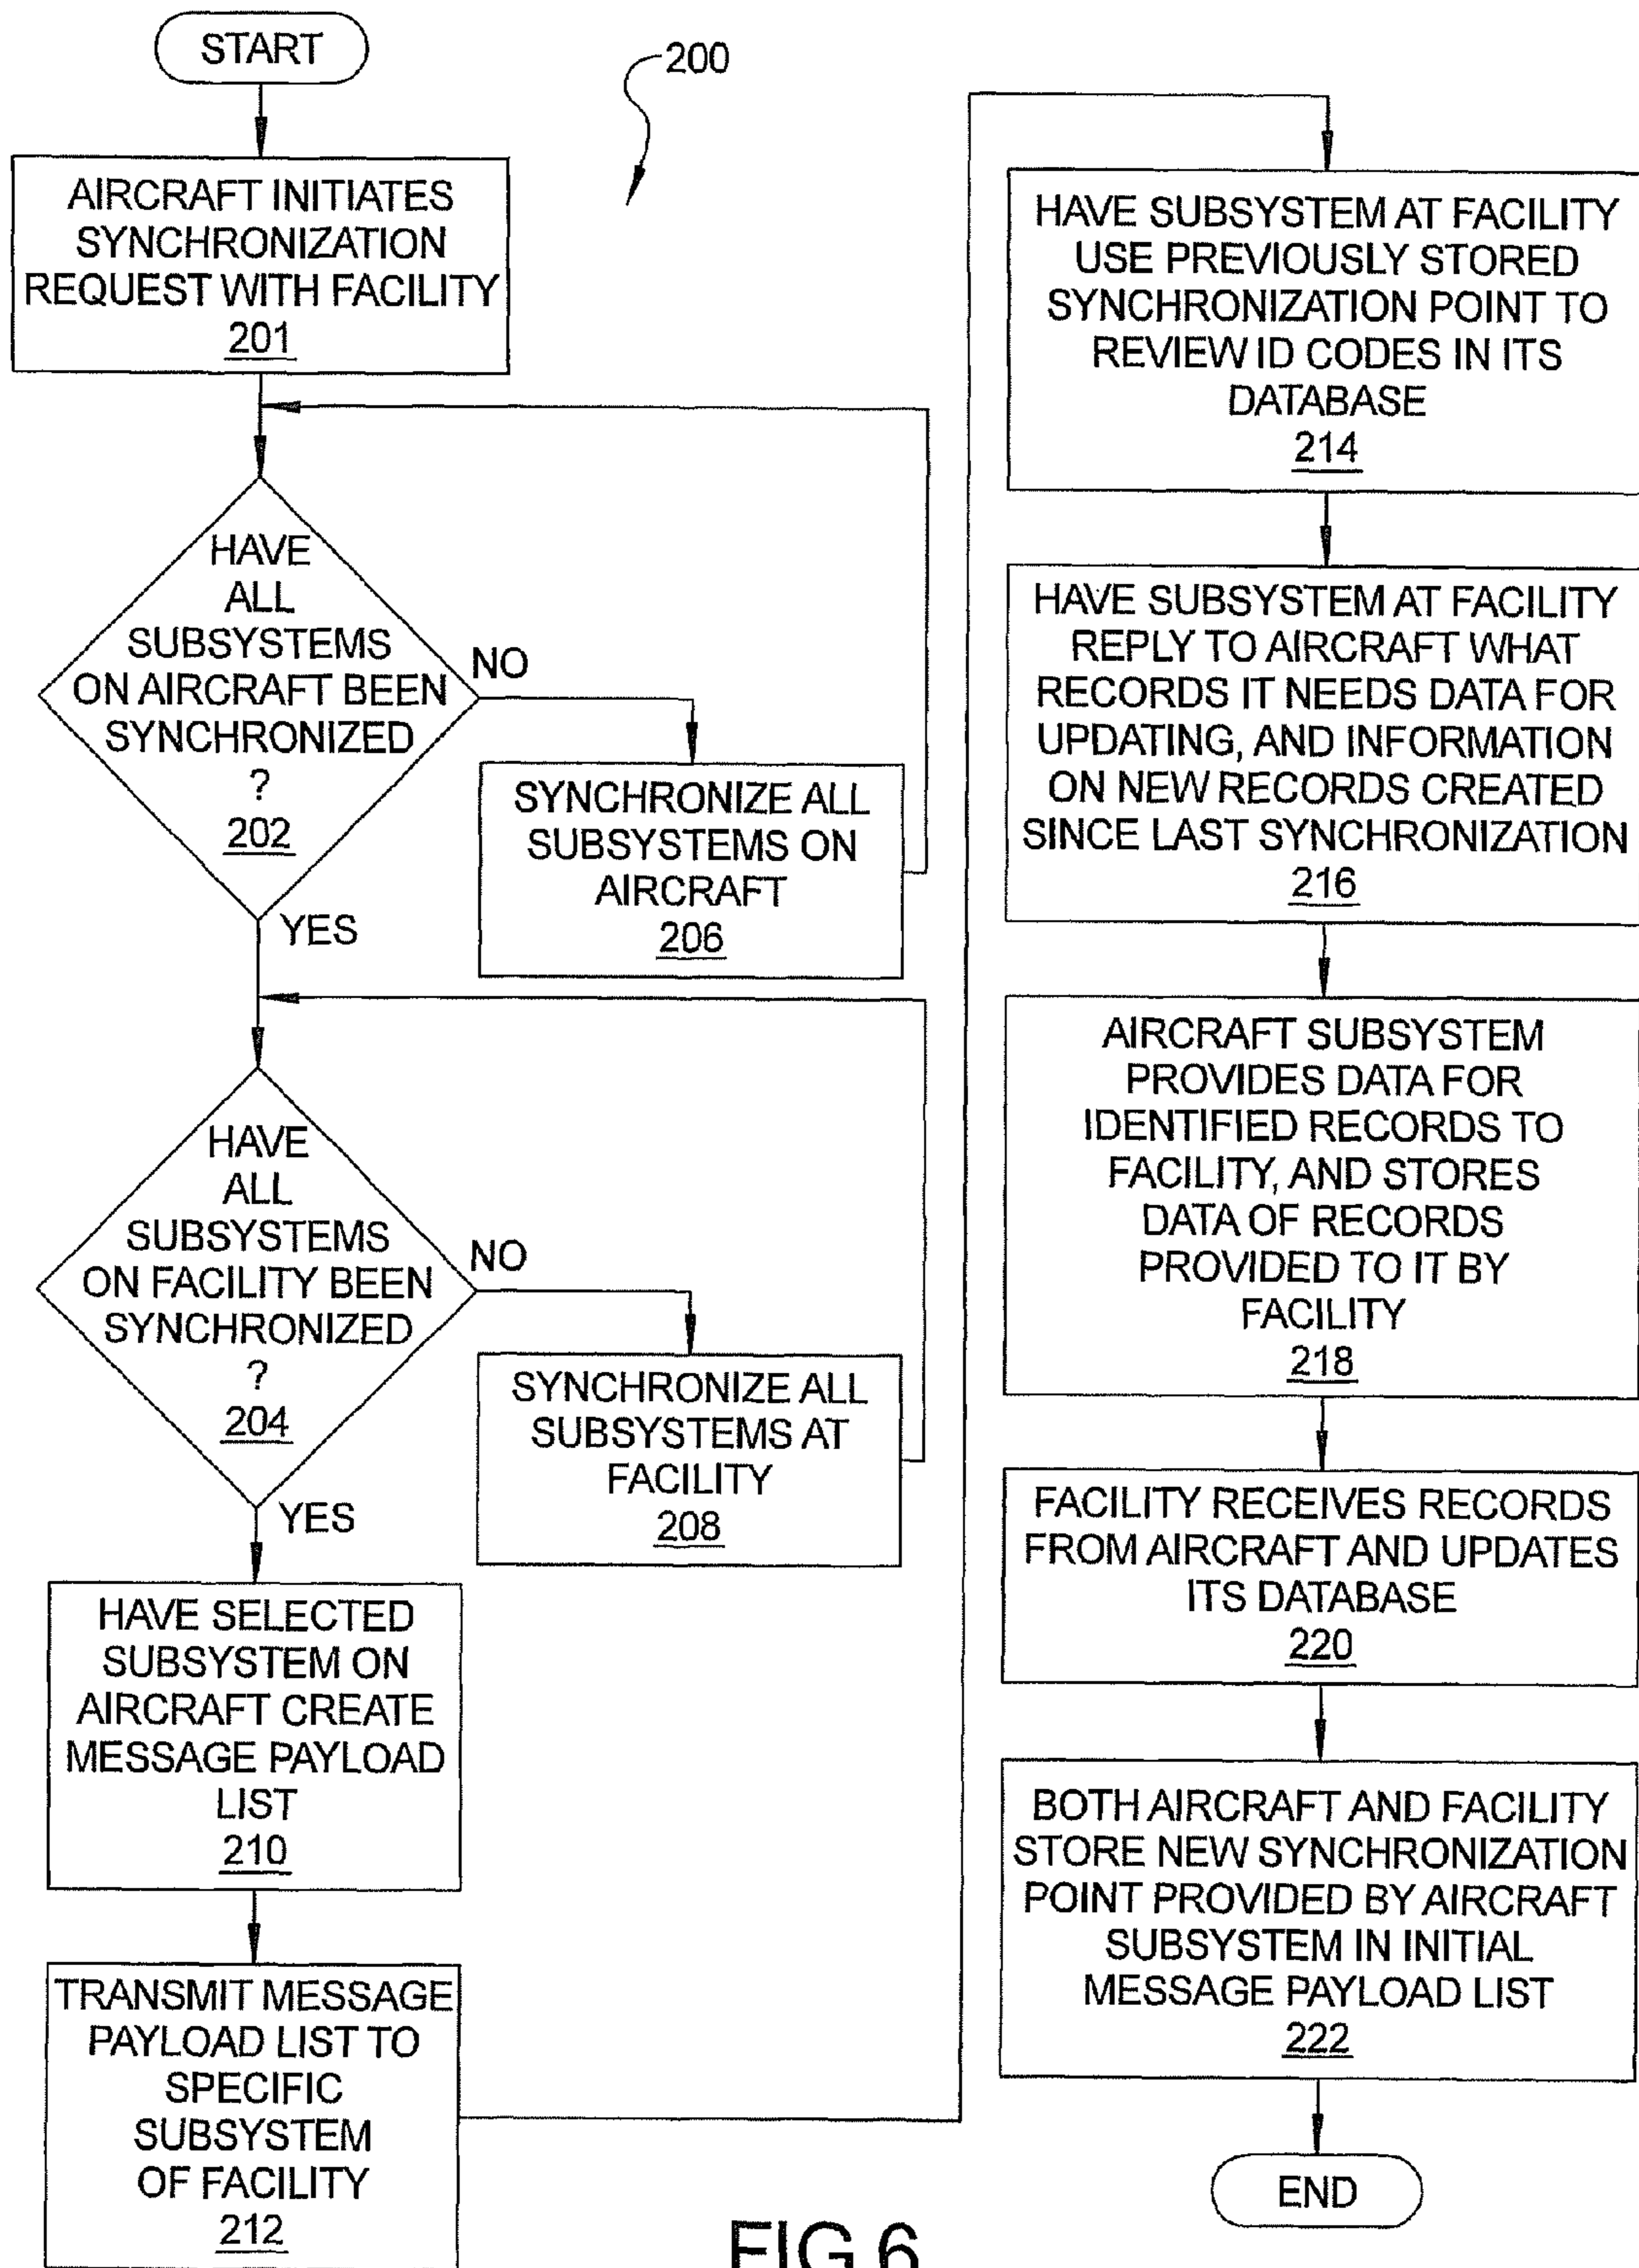 START
200
AIRCRAFT INITIATES
SYNCHRONIZATION
REQUEST WITH FACILITY
201
HAVE
ALL
SUBSYSTEMS
ON AIRCRAFT BEEN
SYNCHRONIZED
?
202
NO
YES
SYNCHRONIZE ALL
SUBSYSTEMS ON
AIRCRAFT
206
HAVE
ALL
SUBSYSTEMS
ON FACILITY BEEN
SYNCHRONIZED
?
204
NO
YES
SYNCHRONIZE ALL
SUBSYSTEMS AT
FACILITY
208
HAVE SELECTED
SUBSYSTEM ON
AIRCRAFT CREATE
MESSAGE PAYLOAD
LIST
210
TRANSMIT MESSAGE
PAYLOAD LIST TO
SPECIFIC
SUBSYSTEM
OF FACILITY
212
HAVE SUBSYSTEM AT FACILITY
USE PREVIOUSLY STORED
SYNCHRONIZATION POINT TO
REVIEW ID CODES IN ITS
DATABASE
214
HAVE SUBSYSTEM AT FACILITY
REPLY TO AIRCRAFT WHAT
RECORDS IT NEEDS DATA FOR
UPDATING, AND INFORMATION
ON NEW RECORDS CREATED
SINCE LAST SYNCHRONIZATION
216
AIRCRAFT SUBSYSTEM
PROVIDES DATA FOR
IDENTIFIED RECORDS TO
FACILITY, AND STORES
DATA OF RECORDS
PROVIDED TO IT BY
FACILITY
218
FACILITY RECEIVES RECORDS
FROM AIRCRAFT AND UPDATES
ITS DATABASE
220
BOTH AIRCRAFT AND FACILITY
STORE NEW SYNCHRONIZATION
POINT PROVIDED BY AIRCRAFT
SUBSYSTEM IN INITIAL
MESSAGE PAYLOAD LIST
222
END
FIG 6